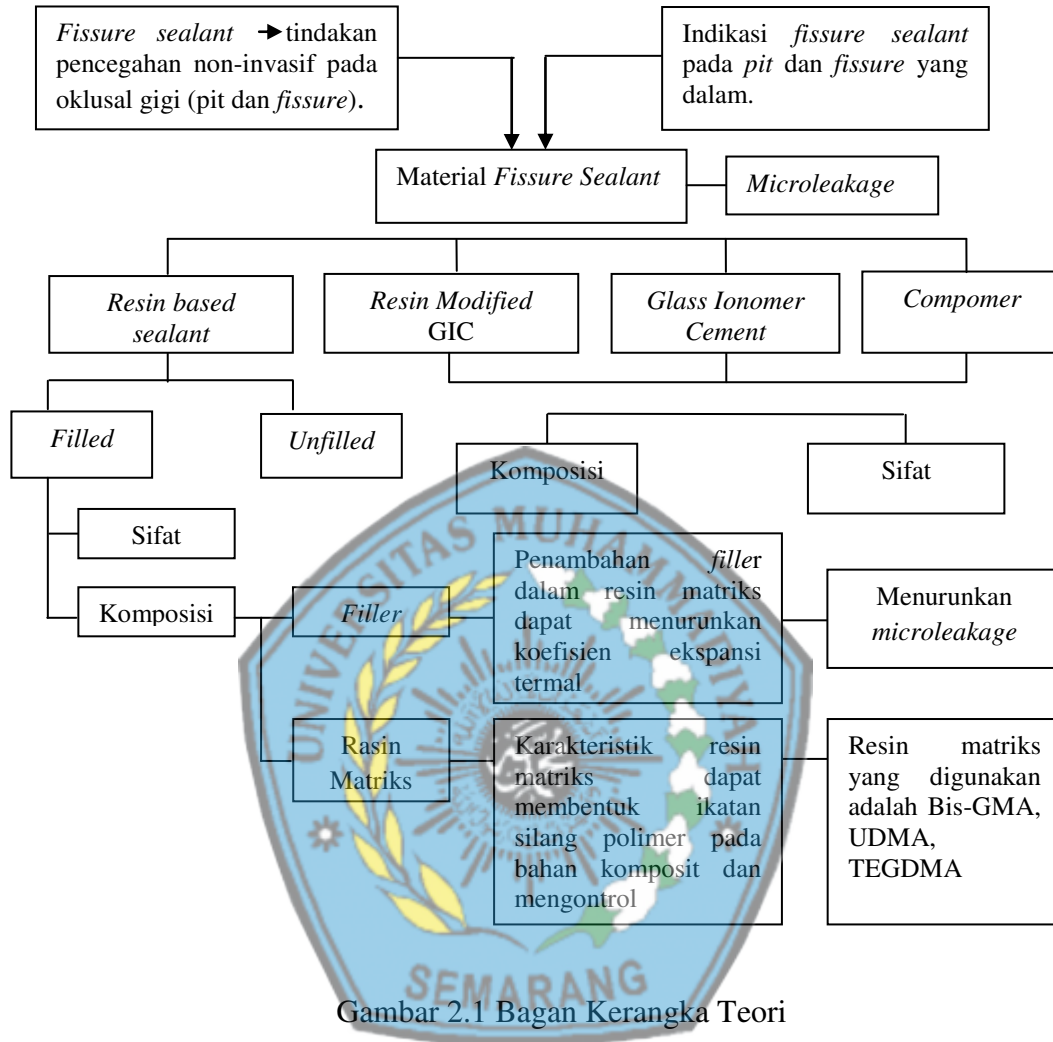 Fissure sealant ➔tindakan
pencegahan non-invasif pada
oklusal gigi (pit dan fissure).
Indikasi fissure sealant
pada pit dan fissure yang
dalam.
Material Fissure Sealant
Microleakage
Resin based
sealant
Resin Modified
GIC
Glass Ionomer
Cement
Compomer
Filled
Unfilled
Komposisi
Sifat
Sifat
Komposisi
Filler
Penambahan filler
dalam resin matriks
dapat menurunkan
koefisien ekspansi
termal
Menurunkan
microleakage
Rasin
Matriks
Karakteristik resin
matriks dapat
membentuk ikatan
silang polimer pada
bahan komposit dan
mengontrol
Resin matriks
yang digunakan
adalah Bis-GMA,
UDMA,
TEGDMA
UNIVERSITAS MUHAMMADIYAH
SEMARANG
Gambar 2.1 Bagan Kerangka Teori